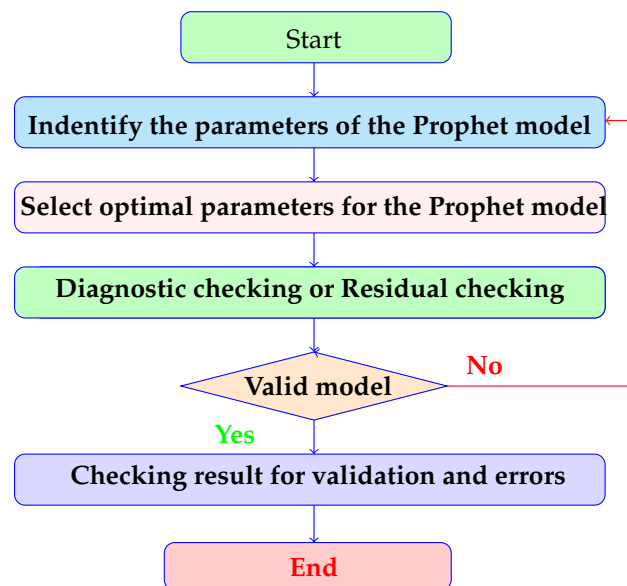 Start
Indentify the parameters of the Prophet model
Select optimal parameters for the Prophet model
Diagnostic checking or Residual checking
Valid model
No
Yes
Checking result for validation and errors
End